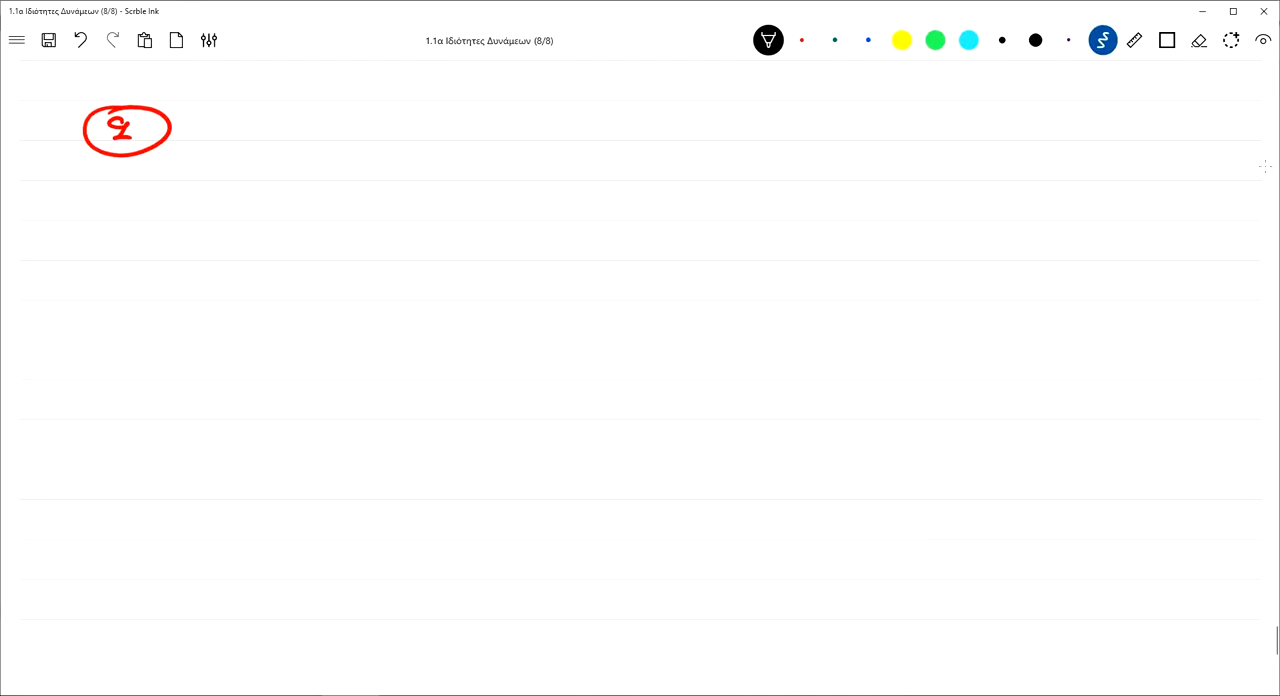 1.1α Ιδιότητες Δυνάμεων (8/8) - Scrble Ink
1.1α Ιδιότητες Δυνάμεων (8/8)